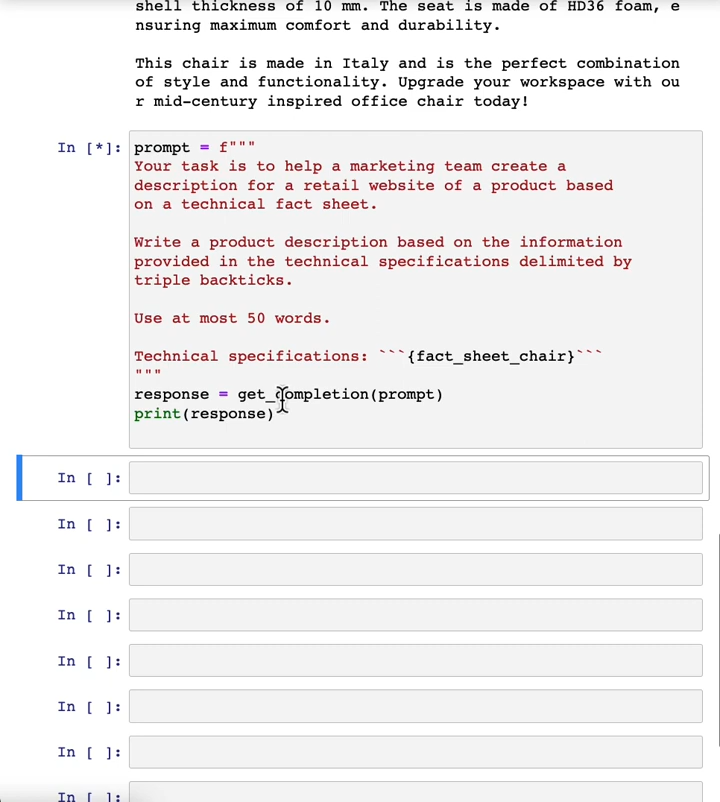 shell thickness of 10 mm. The seat is made of HD36 foam, e
nsuring maximum comfort and durability.
This chair is made in Italy and is the perfect combination
of style and functionality. Upgrade your workspace with ou
r mid-century inspired office chair today!
In [*]: prompt = f"""
Your task is to help a marketing team create a
description for a retail website of a product based
on a technical fact sheet.
Write a product description based on the information
provided in the technical specifications delimited by
triple backticks.
Use at most 50 words.
Technical specifications: ```{fact_sheet_chair}```
"""
response = get_completion(prompt)
print(response)
In [ ]:
In [ ]:
In [ ]:
In [ ]:
In [ ]:
In [ ]:
In [ ]:
In [ ]: